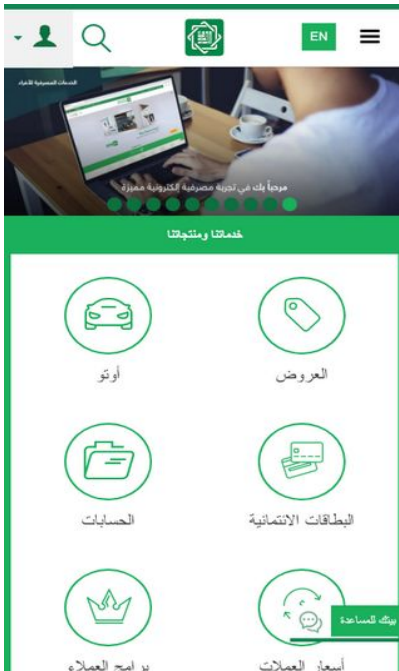 EN
الخدمات المصرفية للأفراد
مرحباً بك في تجربة مصرفية إلكترونية مميزة
خدماتنا ومنتجاتنا
العروض
أوتو
البطاقات الائتمانية
الحسابات
بيتك للمساعدة
أسعار العملات
برامج العملاء